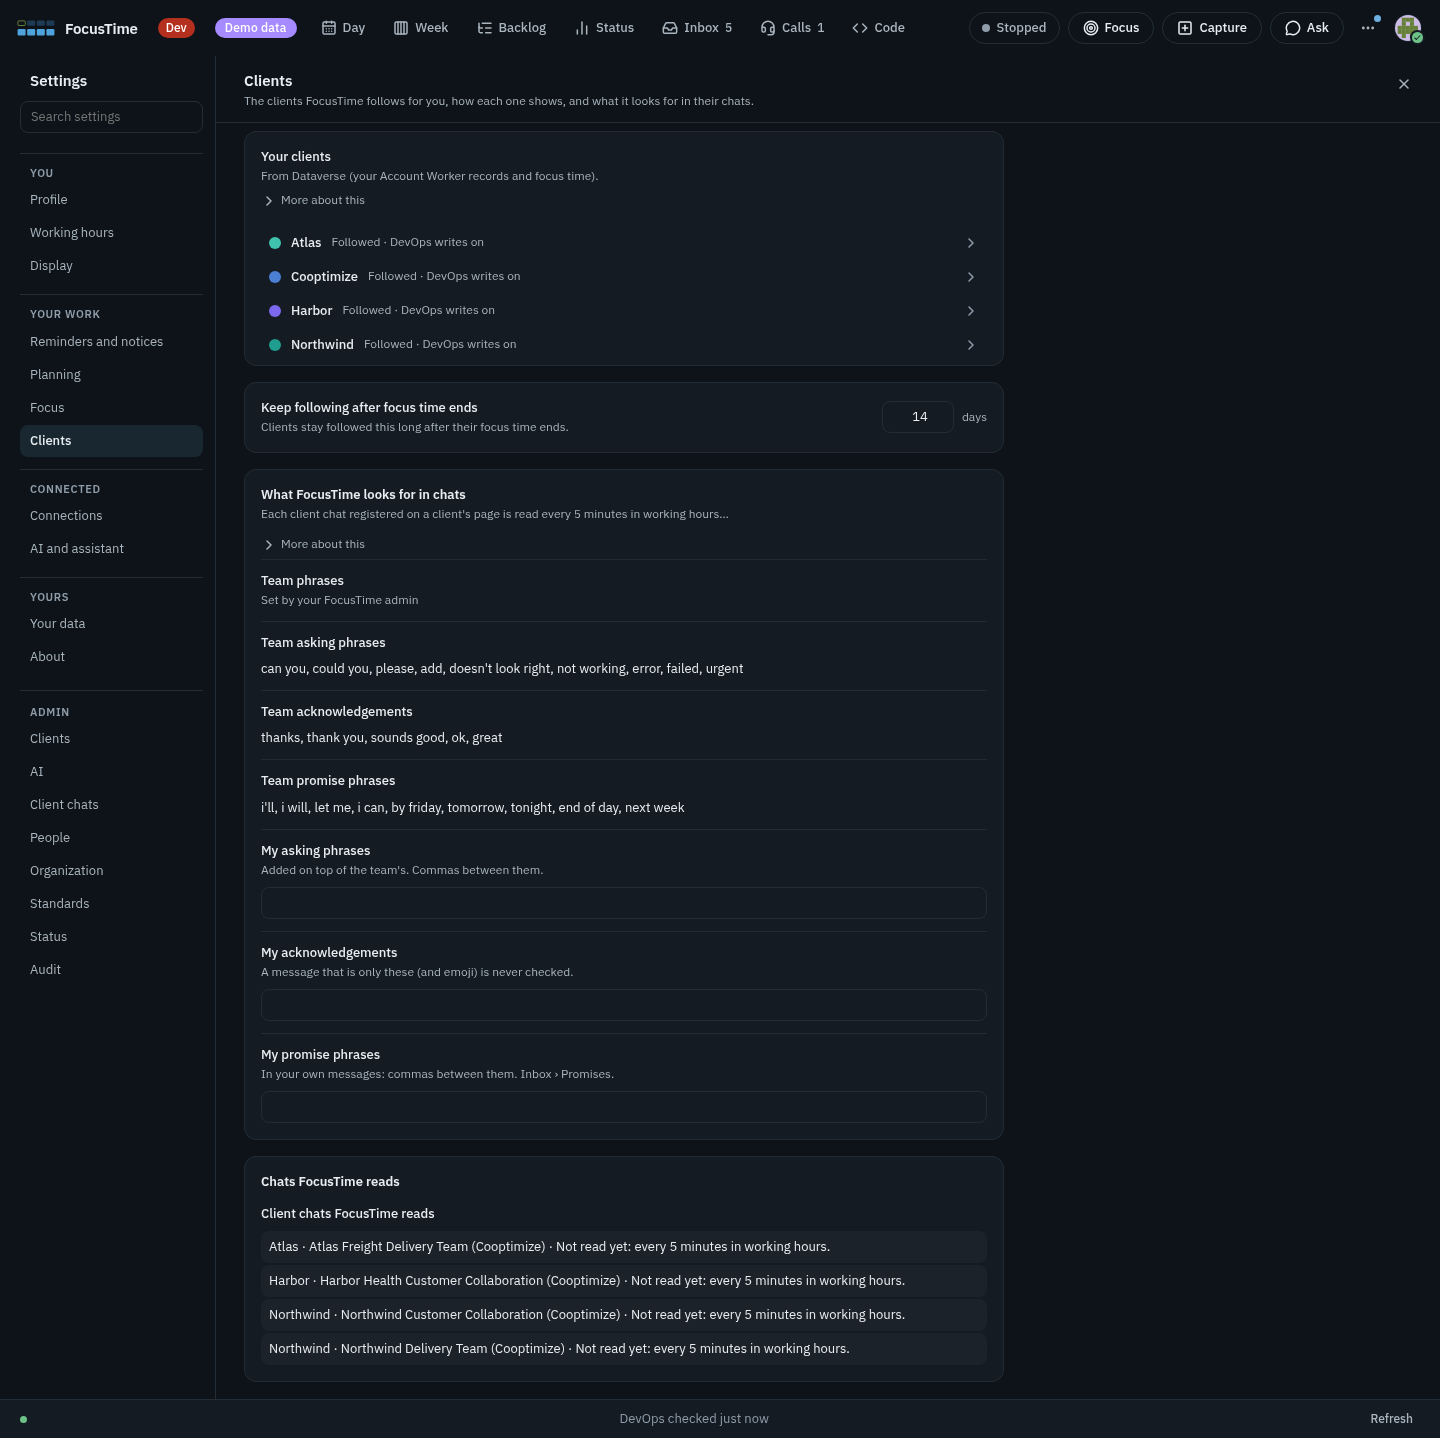 FocusTime
Dev
Demo data
Day
Week
Backlog
Status
Inbox 5
Calls 1
Code
Stopped
Focus
Capture
Ask
Settings
Search settings
YOU
Profile
Working hours
Display
YOUR WORK
Reminders and notices
Planning
Focus
Clients
CONNECTED
Connections
AI and assistant
YOURS
Your data
About
ADMIN
Clients
AI
Client chats
People
Organization
Standards
Status
Audit
Clients
The clients FocusTime follows for you, how each one shows, and what it looks for in their chats.
Your clients
From Dataverse (your Account Worker records and focus time).
More about this
Atlas Followed · DevOps writes on
Cooptimize Followed · DevOps writes on
Harbor Followed · DevOps writes on
Northwind Followed · DevOps writes on
Keep following after focus time ends
Clients stay followed this long after their focus time ends.
14 days
What FocusTime looks for in chats
Each client chat registered on a client's page is read every 5 minutes in working hours...
More about this
Team phrases
Set by your FocusTime admin
Team asking phrases
can you, could you, please, add, doesn't look right, not working, error, failed, urgent
Team acknowledgements
thanks, thank you, sounds good, ok, great
Team promise phrases
i'll, i will, let me, i can, by friday, tomorrow, tonight, end of day, next week
My asking phrases
Added on top of the team's. Commas between them.
My acknowledgements
A message that is only these (and emoji) is never checked.
My promise phrases
In your own messages: commas between them. Inbox › Promises.
Chats FocusTime reads
Client chats FocusTime reads
Atlas · Atlas Freight Delivery Team (Cooptimize) · Not read yet: every 5 minutes in working hours.
Harbor · Harbor Health Customer Collaboration (Cooptimize) · Not read yet: every 5 minutes in working hours.
Northwind · Northwind Customer Collaboration (Cooptimize) · Not read yet: every 5 minutes in working hours.
Northwind · Northwind Delivery Team (Cooptimize) · Not read yet: every 5 minutes in working hours.
DevOps checked just now
Refresh